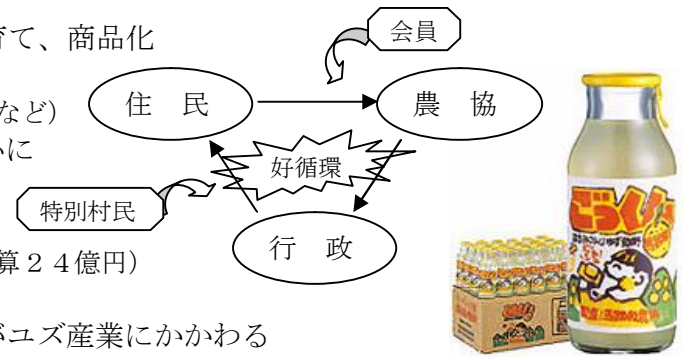 育て、商品化
会員
など)
住 民
農 協
いに
好循環
特別村民
行 政
算２４億円)
がユズ産業にかかわる
ごっくん